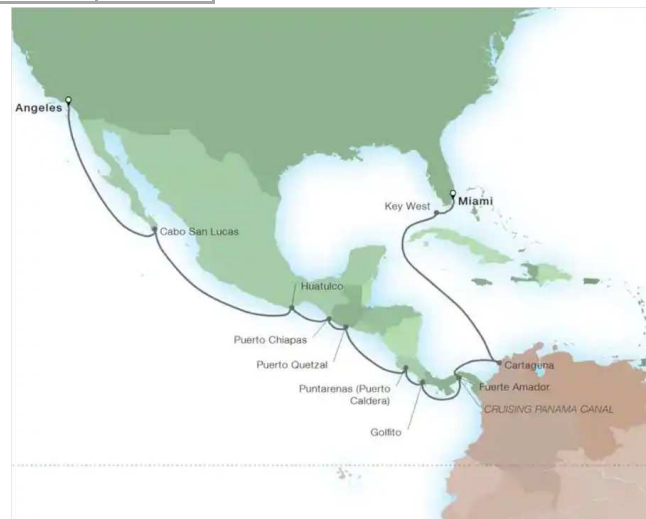 Angeles
Key West
Miami
Cabo San Lucas
Huatulco
Puerto Chiapas
Puerto Quetzal
Puntarenas (Puerto
Caldera)
Golfito
Cartagena
Fuerte Amador
CRUISING PANAMA CANAL